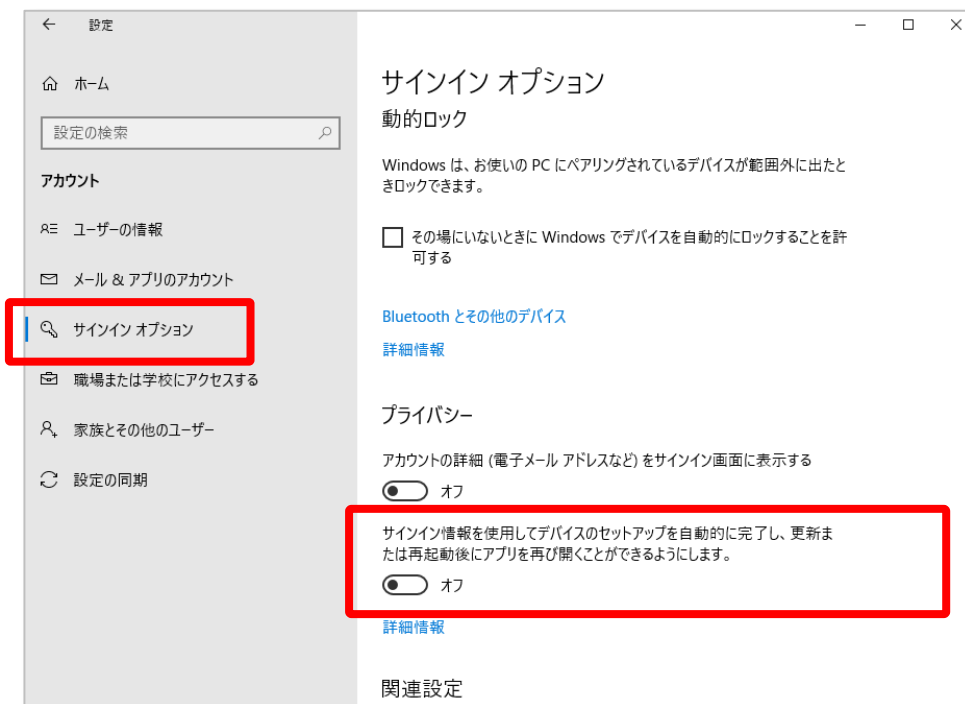 設定
ホーム
設定の検索
アカウント
ユーザーの情報
メール & アプリのアカウント
サインイン オプション
職場または学校にアクセスする
家族とその他のユーザー
設定の同期
サインイン オプション
動的ロック
Windows は、お使いの PC にペアリングされているデバイスが範囲外に出たと
きロックできます。
その場にいないときに Windows でデバイスを自動的にロックすることを許
可する
Bluetooth とその他のデバイス
詳細情報
プライバシー
アカウントの詳細 (電子メール アドレスなど) をサインイン画面に表示する
オフ
サインイン情報を使用してデバイスのセットアップを自動的に完了し、更新ま
たは再起動後にアプリを再び開くことができるようにします。
オフ
詳細情報
関連設定